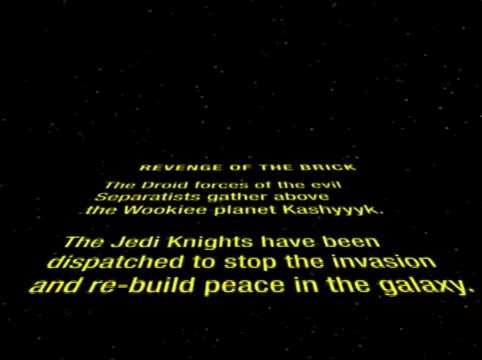 REVENGE OF THE BRICK
The Droid forces of the evil
Separatists gather above
the Wookiee planet Kashyyyk.
The Jedi Knights have been
dispatched to stop the invasion
and re-build peace in the galaxy.